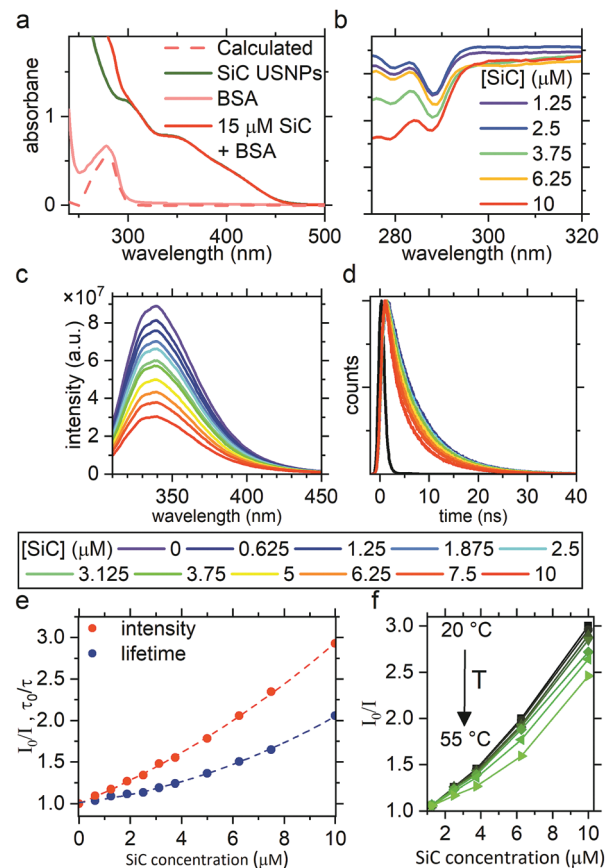 a
absorbane
1
0
300
400
500
wavelength (nm)
Calculated
SiC USNPs
BSA
15 μM SiC
+ BSA
b
[SiC] (μM)
1.25
2.5
3.75
6.25
10
280
300
320
wavelength (nm)
c
×10⁷
intensity (a.u.)
8
6
4
2
0
350
400
450
wavelength (nm)
d
counts
0
10
20
30
40
time (ns)
[SiC] (μM)
0
0.625
1.25
1.875
2.5
3.125
3.75
5
6.25
7.5
10
e
I₀/I , τ₀/τ
3.0
2.5
2.0
1.5
1.0
intensity
lifetime
0
2
4
6
8
10
SiC concentration (μM)
f
I₀/I
3.0
2.5
2.0
1.5
1.0
20 °C
T
55 °C
2
4
6
8
10
SiC concentration (μM)